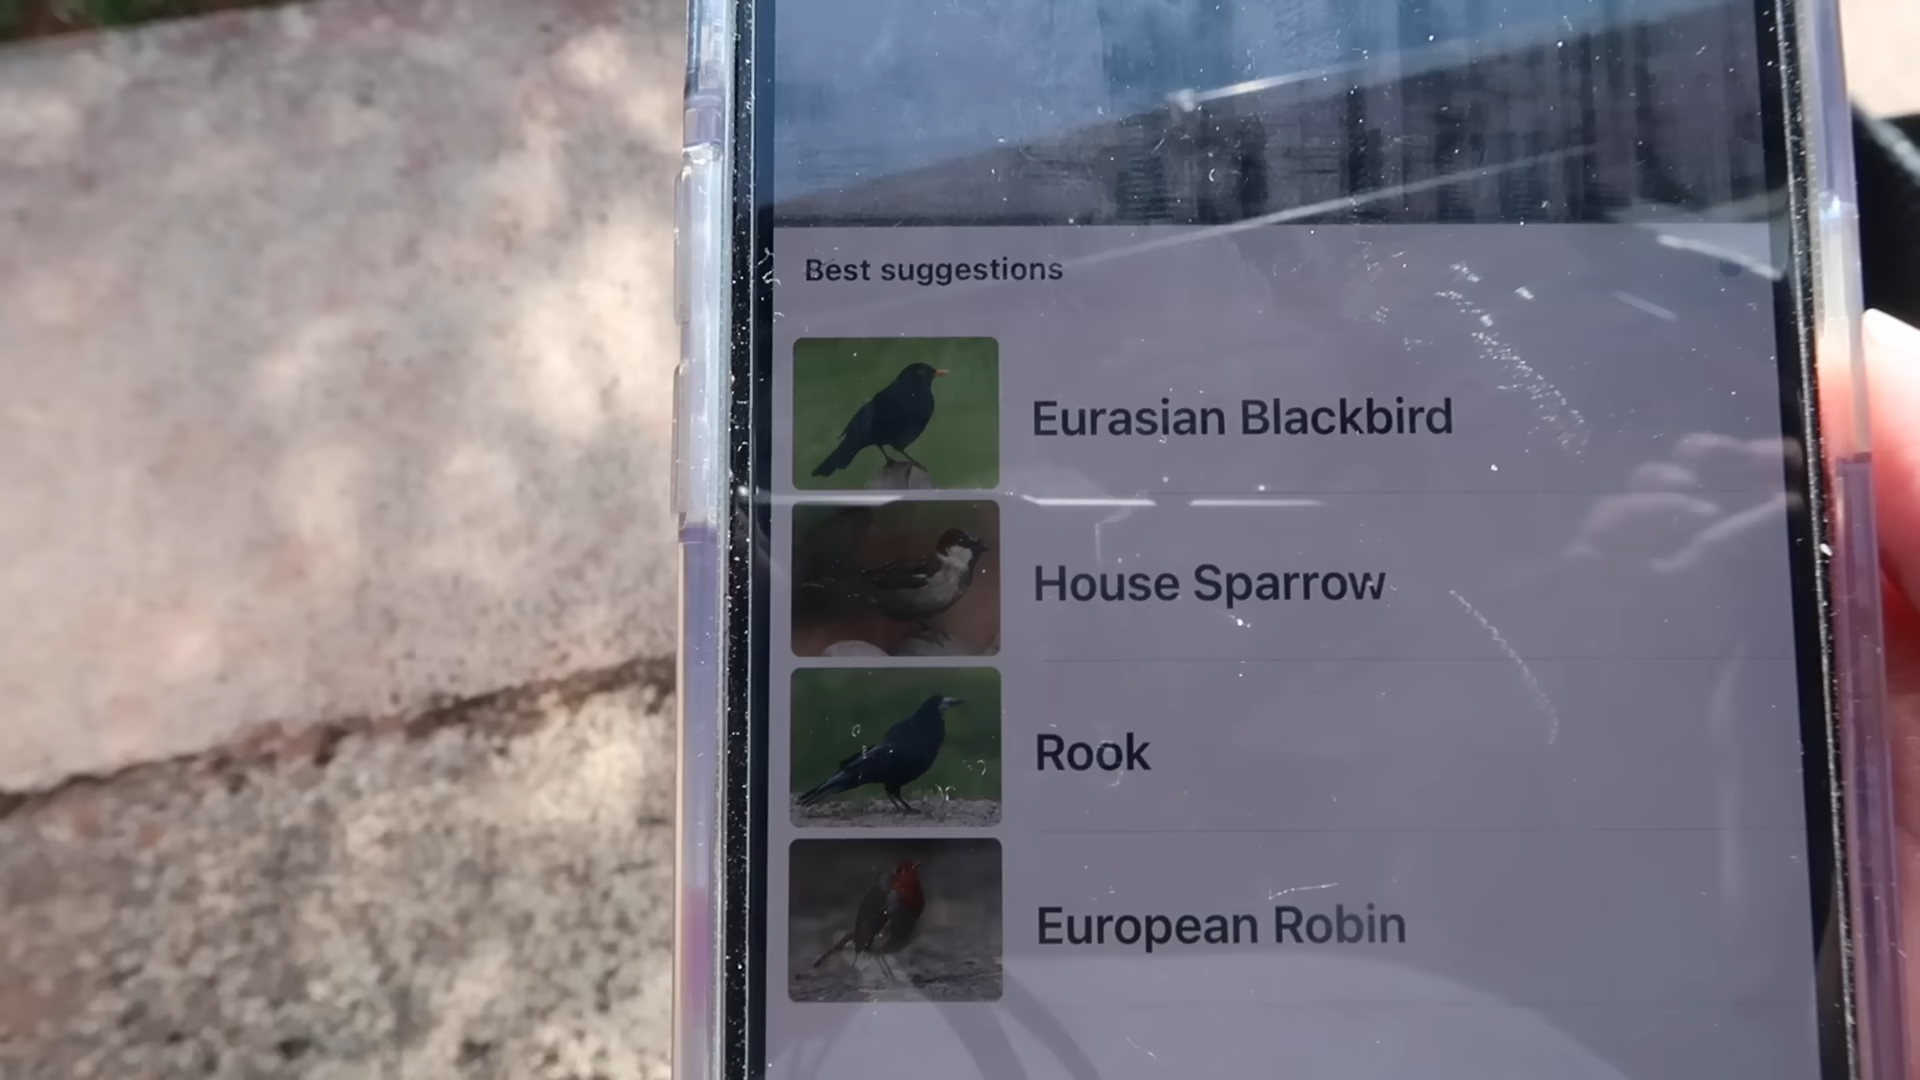 Best suggestions
Eurasian Blackbird
House Sparrow
Rook
European Robin